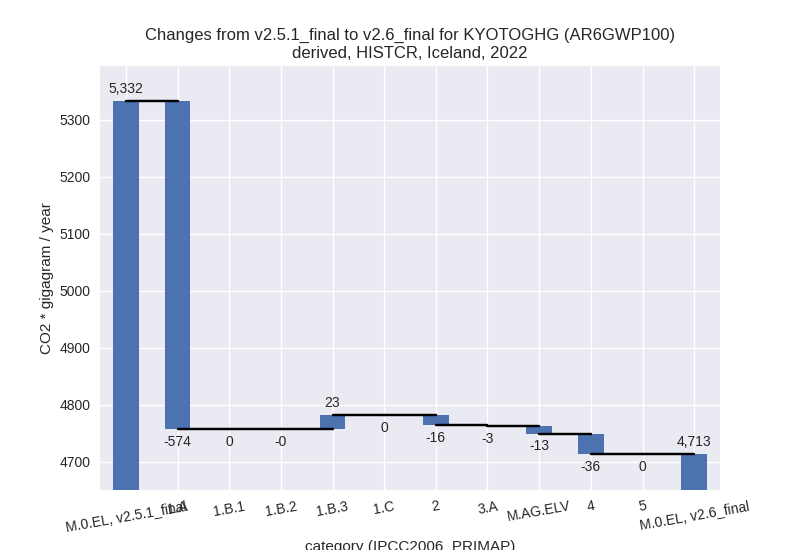 Changes from v2.5.1_final to v2.6_final for KYOTOGHG (AR6GWP100)
derived, HISTCR, Iceland, 2022
CO2 * gigagram / year
5300
5200
5100
5000
4900
4800
4700
5,332
-574
0
-0
23
0
-16
-3
-13
-36
0
4,713
M.0.EL, v2.5.1_final
1.A
1.B.1
1.B.2
1.B.3
1.C
2
3.A
M.AG.ELV
4
5
M.0.EL, v2.6_final
category (IPCC2006_PRIMAP)